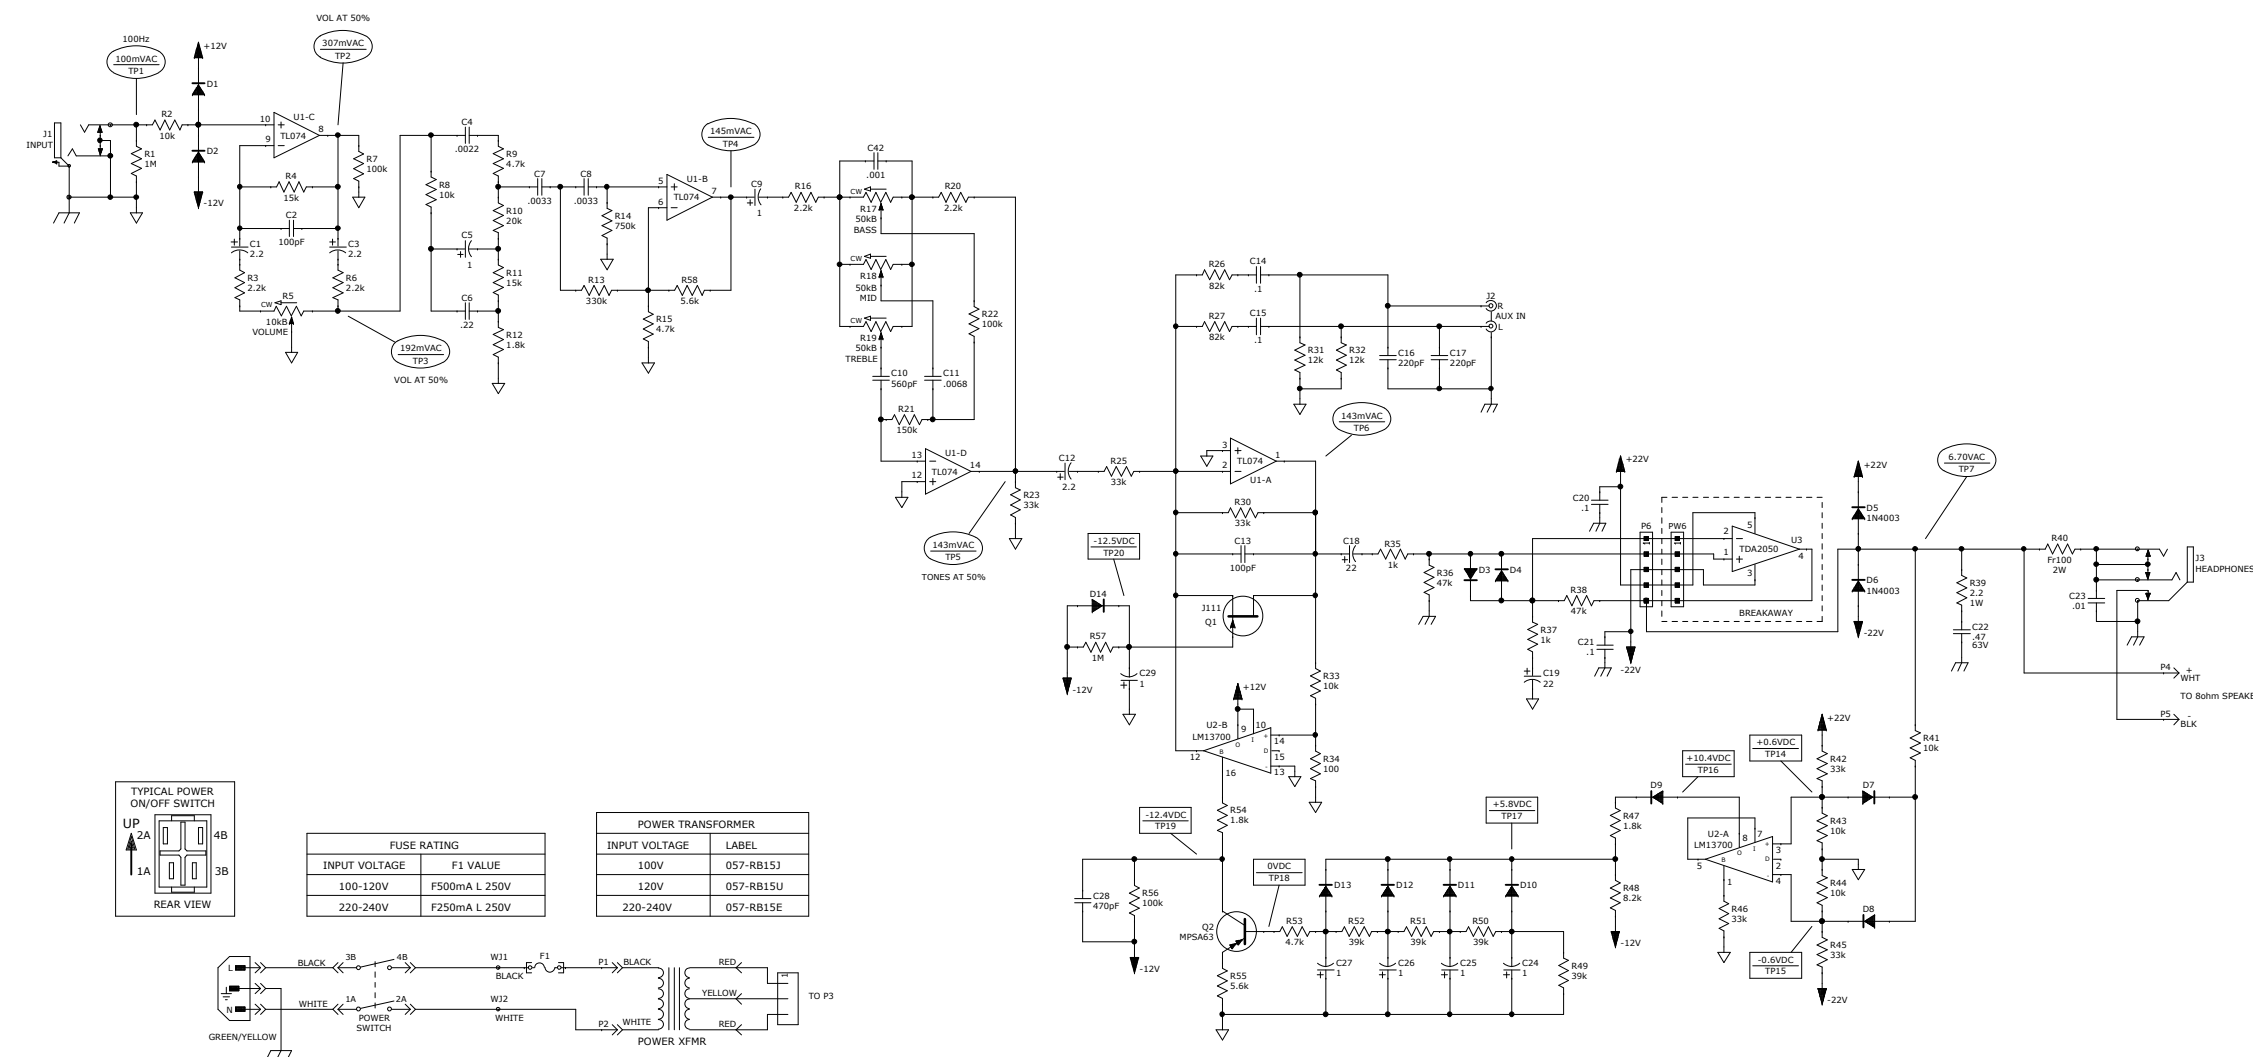 VOL AT 50%
100Hz
100mVAC
TP1
307mVAC
TP2
+12V
D1
D2
-12V
J1
INPUT
R1
1M
R2
10k
10
9
+
-
U1-C
TL074
8
R4
15k
C2
100pF
R7
100k
C1
2.2
+
C3
2.2
+
R3
2.2k
R6
2.2k
CW
R5
10kB
VOLUME
192mVAC
TP3
VOL AT 50%
C4
.0022
R8
10k
R9
4.7k
R10
20k
C5
+
1
R11
15k
C6
.22
R12
1.8k
C7
.0033
C8
.0033
R14
750k
5
6
+
-
U1-B
TL074
7
145mVAC
TP4
R13
330k
R58
5.6k
R15
4.7k
C9
+
1
R16
2.2k
C42
.001
CW
R17
50kB
BASS
R20
2.2k
CW
R18
50kB
MID
CW
R19
50kB
TREBLE
R22
100k
C10
560pF
C11
.0068
R21
150k
13
12
-
+
U1-D
TL074
14
143mVAC
TP5
TONES AT 50%
R23
33k
C12
+
2.2
R25
33k
R26
82k
C14
.1
R27
82k
C15
.1
R31
12k
R32
12k
C16
220pF
C17
220pF
J2
R
AUX IN
L
143mVAC
TP6
3
2
+
-
TL074
U1-A
1
R30
33k
C13
100pF
J111
Q1
-12.5VDC
TP20
D14
R57
1M
-12V
C29
+
1
C18
+
22
R35
1k
R36
47k
D3
D4
R38
47k
R37
1k
C19
+
22
C20
.1
+22V
C21
.1
-22V
P6
1
PW6
1
2
1
-
+
5
3
U3
TDA2050
4
BREAKAWAY
+22V
D5
1N4003
D6
1N4003
-22V
6.70VAC
TP7
R39
2.2
1W
C22
.47
63V
R40
Fr100
2W
C23
.01
J3
HEADPHONES
P4
+
WHT
TO 8ohm SPEAKE
P5
-
BLK
R33
10k
R34
100
+12V
U2-B
LM13700
9
10
O
I
B
+
D
-
14
15
13
12
16
R54
1.8k
-12.4VDC
TP19
C28
470pF
R56
100k
-12V
Q2
MPSA63
R55
5.6k
0VDC
TP18
R53
4.7k
D13
D12
D11
D10
R52
39k
R51
39k
R50
39k
C27
+
1
C26
+
1
C25
+
1
C24
+
1
R49
39k
+5.8VDC
TP17
R47
1.8k
R48
8.2k
-12V
D9
+10.4VDC
TP16
U2-A
LM13700
8
7
O
I
B
+
D
-
3
2
4
5
1
R46
33k
+0.6VDC
TP14
+22V
R42
33k
R43
10k
R44
10k
R45
33k
-22V
D7
D8
R41
10k
-0.6VDC
TP15
TYPICAL POWER
ON/OFF SWITCH
UP
2A
4B
1A
3B
REAR VIEW
FUSE RATING
INPUT VOLTAGE F1 VALUE
100-120V F500mA L 250V
220-240V F250mA L 250V
POWER TRANSFORMER
INPUT VOLTAGE LABEL
100V 057-RB15J
120V 057-RB15U
220-240V 057-RB15E
L
N
BLACK
WHITE
GREEN/YELLOW
3B
4B
1A
2A
POWER
SWITCH
WJ1
BLACK
F1
WJ2
WHITE
P1
BLACK
P2
WHITE
POWER XFMR
RED
YELLOW
RED
1
TO P3